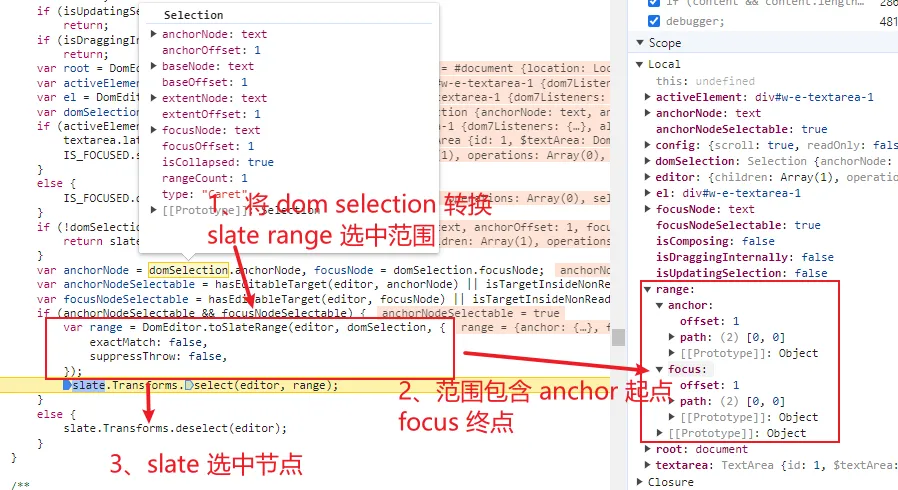 if (isUpdatingSe
return;
if (isDraggingIn
return;
var root = DomEd
var activeElemen
var el = DomEdit
var domSelection
if (activeElemen
textarea.lat
IS_FOCUSED.s
}
else {
IS_FOCUSED.d
}
if (!domSelectio
return slate
}
Selection
anchorNode: text
anchorOffset: 1
baseNode: text
baseOffset: 1
extentNode: text
extentOffset: 1
focusNode: text
focusOffset: 1
isCollapsed: true
rangeCount: 1
type: "Caret"
[[Prototype]]: Selection
= #document {location: Loc
#w-e-textarea-1 {dom7Listeners:
textarea-1 {dom7Listeners: {…}
ction {anchorNode: text, an
-1 {dom7Listeners: {…}, al
rea {id: 1, $textArea: Dom
1), operations: Array(0),
y(1), operations: Array(0), sel
xt, anchorOffset: 1, focus
dren: Array(1), operations
1、将 dom selection 转换
slate range 选中范围
var anchorNode = domSelection.anchorNode, focusNode = domSelection.focusNode; anchorNod
var anchorNodeSelectable = hasEditableTarget(editor, anchorNode) || isTargetInsideNonRea
var focusNodeSelectable = hasEditableTarget(editor, focusNode) || isTargetInsideNonRead
if (anchorNodeSelectable && focusNodeSelectable) { anchorNodeSelectable = true
var range = DomEditor.toSlateRange(editor, domSelection, { range = {anchor: {…}, f
exactMatch: false,
suppressThrow: false,
});
slate.Transforms.select(editor, range);
}
else {
slate.Transforms.deselect(editor);
}
}
/**
2、范围包含 anchor 起点
focus 终点
3、slate 选中节点
if (content && content.length… 286
debugger; 481
Scope
Local
this: undefined
activeElement: div#w-e-textarea-1
anchorNode: text
anchorNodeSelectable: true
config: {scroll: true, readOnly: fals
domSelection: Selection {anchorNode:
editor: {children: Array(1), operatio
el: div#w-e-textarea-1
focusNode: text
focusNodeSelectable: true
isComposing: false
isDraggingInternally: false
isUpdatingSelection: false
range:
anchor:
offset: 1
path: (2) [0, 0]
[[Prototype]]: Object
focus:
offset: 1
path: (2) [0, 0]
[[Prototype]]: Object
[[Prototype]]: Object
root: document
textarea: TextArea {id: 1, $textArea:
Closure